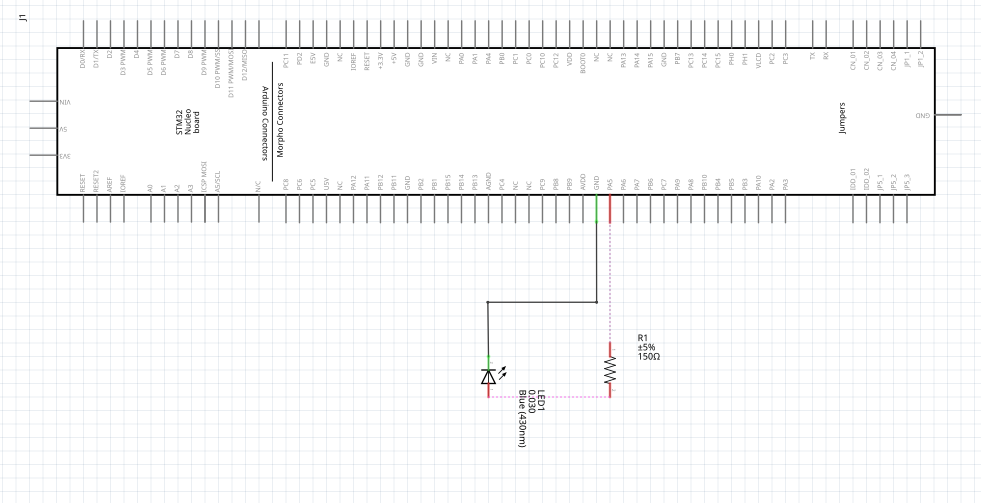 J1
D0/RX
D1/TX
D2
D3 PWM
D4
D5 PWM
D6 PWM
D7
D8
D9 PWM
D10 PWM/SS
D11 PWM/MOSI
D12/MISO
PC11
PD2
E5V
GND
NC
IOREF
RESET
+3.3V
+5V
GND
GND
VIN
NC
PA0
PA1
PA4
PB0
PC1
PC0
PC10
PC12
VDD
BOOT0
NC
NC
PA13
PA14
PA15
GND
PB7
PC13
PC14
PC15
PH0
PH1
VLCD
PC2
PC3
TX
RX
CN_01
CN_02
CN_03
CN_04
JP1_1
JP1_2
VIN
5V
3V3
STM32
Nucleo
board
Arduino Connectors
Morpho Connectors
Jumpers
GND
RESET
RESET2
AREF
IOREF
A0
A1
A2
A3
ICSP MOSI
A5/SCL
N/C
PC8
PC6
PC5
U5V
NC
PA12
PA11
PB12
PB11
GND
PB2
PB1
PB15
PB14
PB13
AGND
PC4
NC
NC
PC9
PB8
PB9
AVDD
GND
PA5
PA6
PA7
PB6
PC7
PA9
PA8
PB10
PB4
PB5
PB3
PA10
PA2
PA3
IDD_01
IDD_02
JP5_1
JP5_2
JP5_3
R1
±5%
150Ω
LED1
0.030
Blue (430nm)